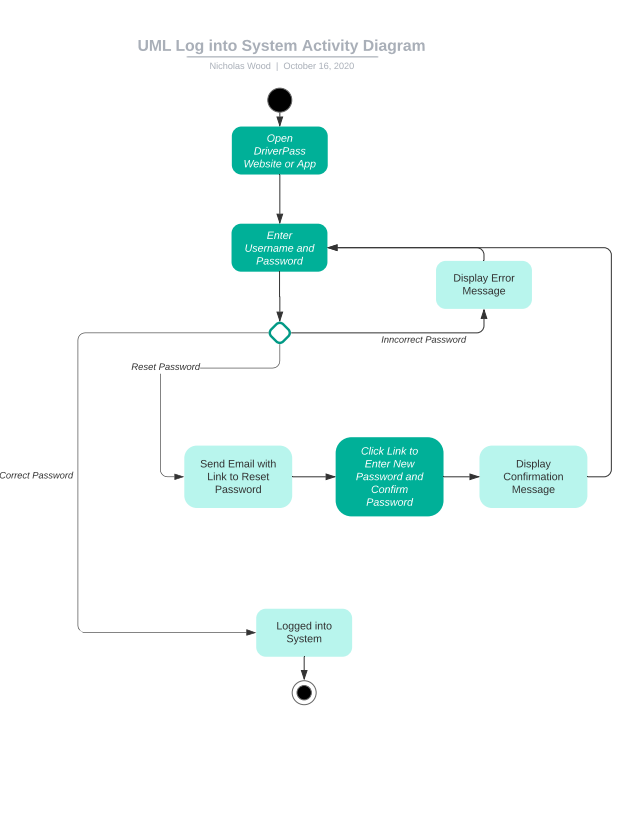 UML Log into System Activity Diagram
Nicholas Wood | October 16, 2020
Open
DriverPass
Website or App
Enter
Username and
Password
Display Error
Message
Inncorrect Password
Reset Password
Correct Password
Send Email with
Link to Reset
Password
Click Link to
Enter New
Password and
Confirm
Password
Display
Confirmation
Message
Logged into
System